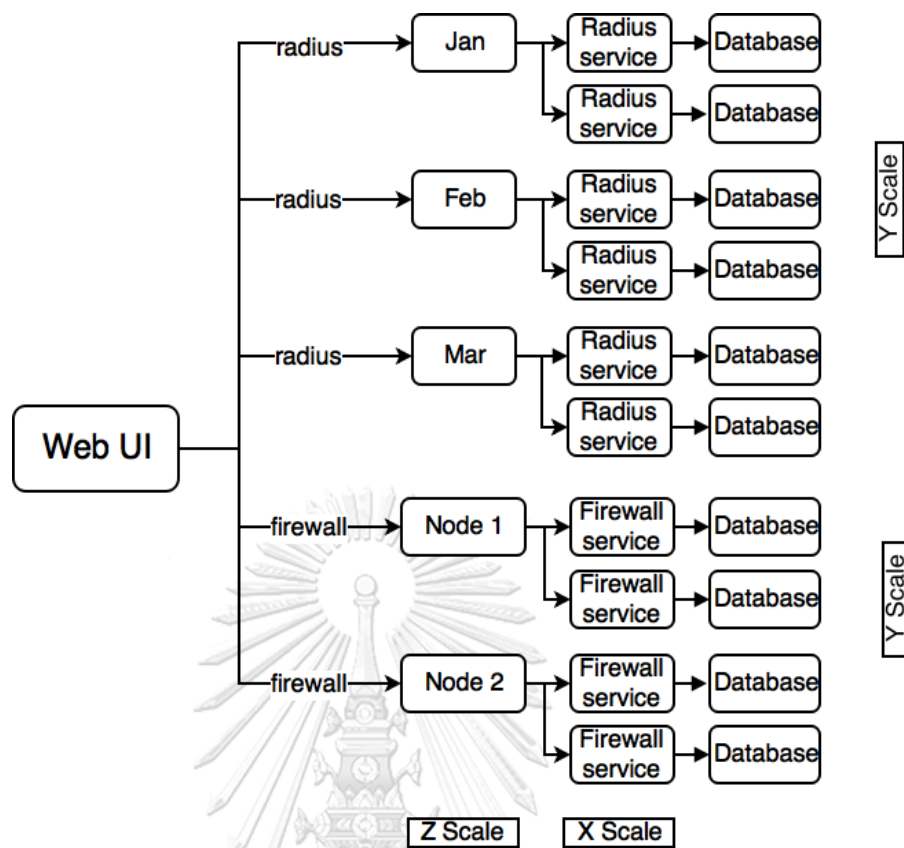 radius
Jan
Radius
service
Database
Radius
service
Database
radius
Feb
Radius
service
Database
Radius
service
Database
Y Scale
radius
Mar
Radius
service
Database
Radius
service
Database
Web UI
firewall
Node 1
Firewall
service
Database
Firewall
service
Database
Y Scale
firewall
Node 2
Firewall
service
Database
Firewall
service
Database
Z Scale
X Scale